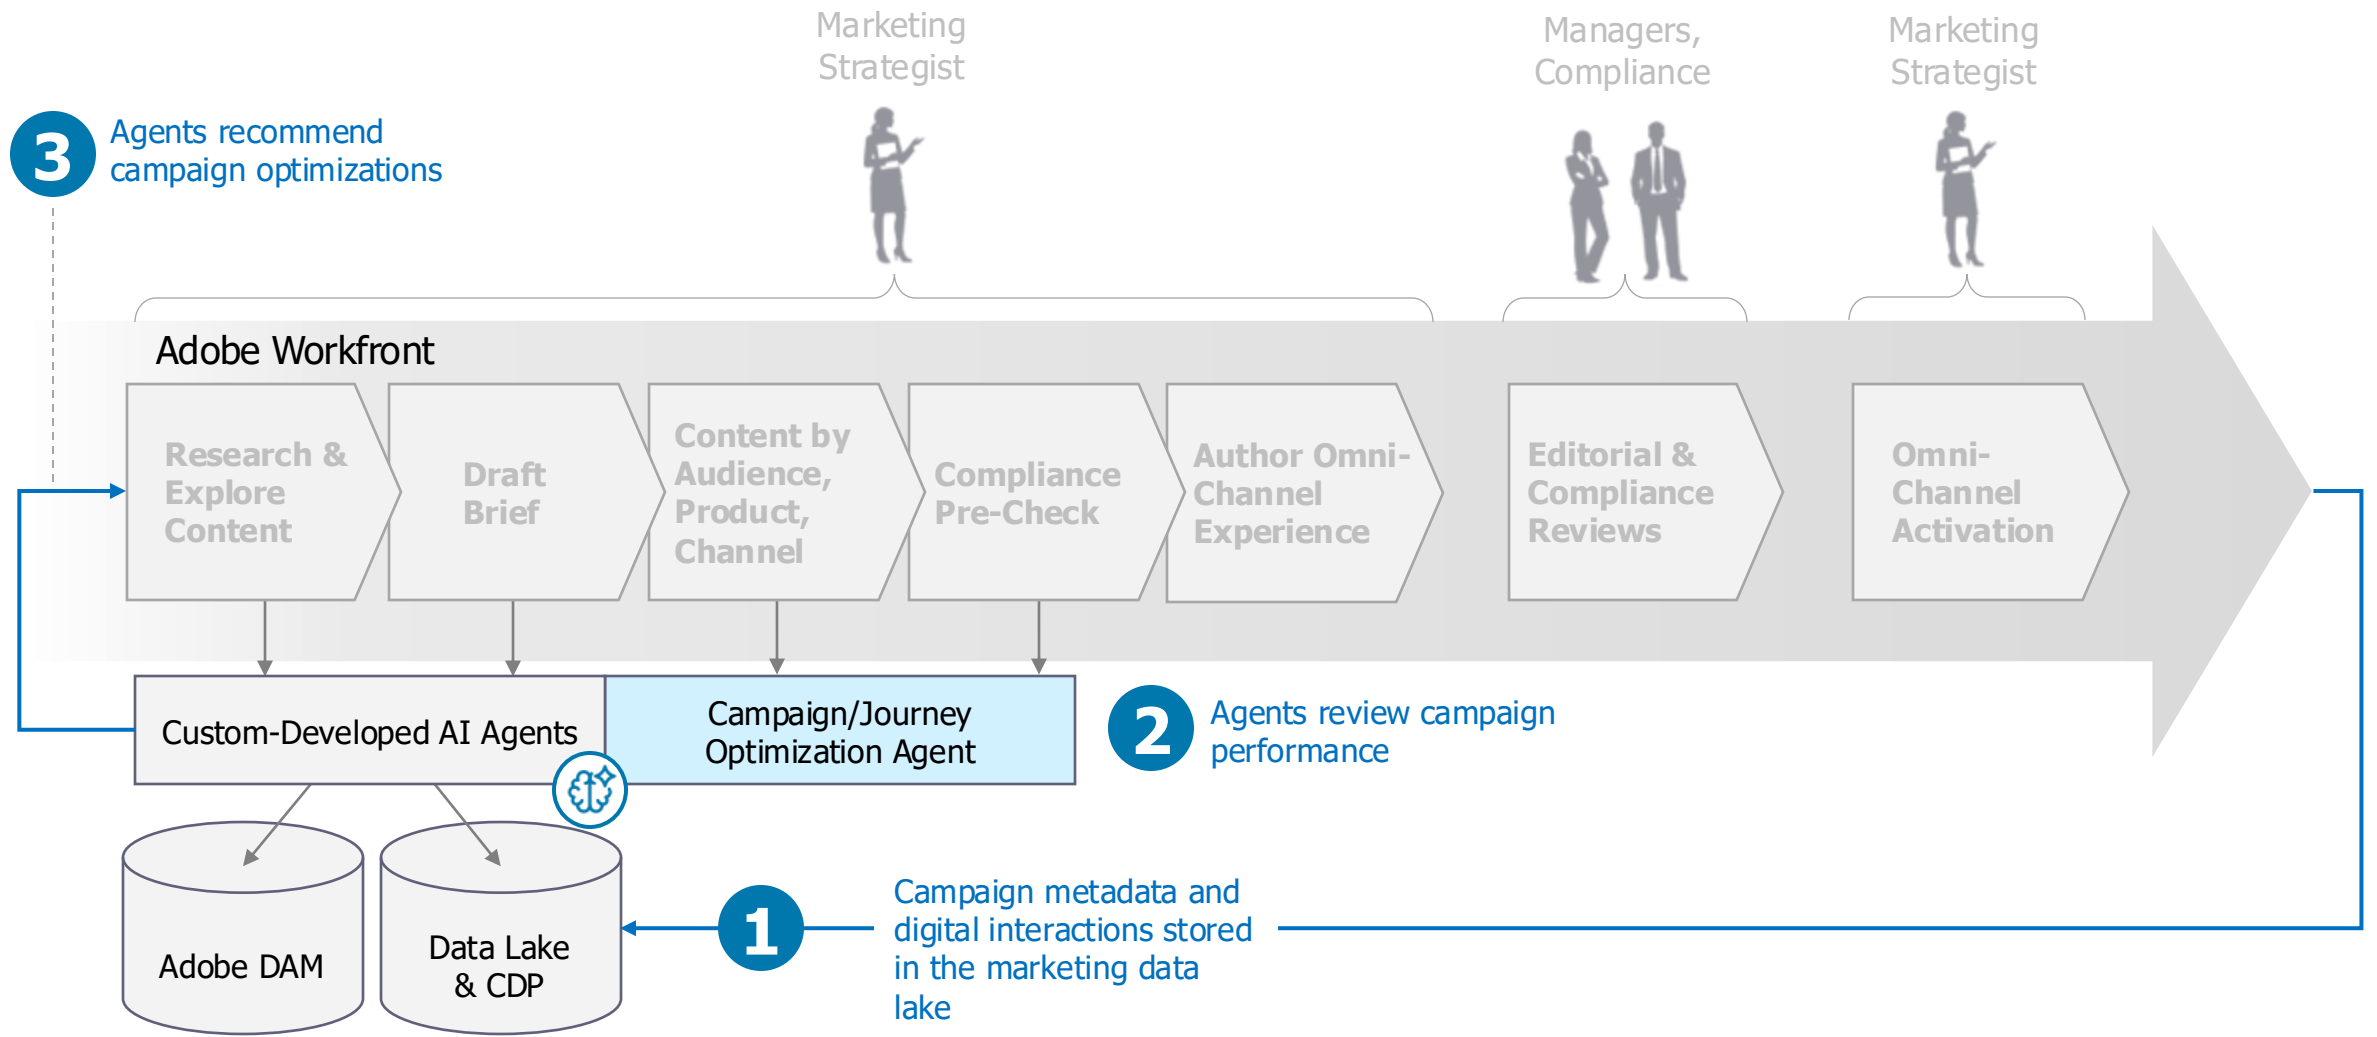 Marketing
Strategist
Managers,
Compliance
Marketing
Strategist
3
Agents recommend
campaign optimizations
Adobe Workfront
Research &
Explore
Content
Draft
Brief
Content by
Audience,
Product,
Channel
Compliance
Pre-Check
Author Omni-
Channel
Experience
Editorial &
Compliance
Reviews
Omni-
Channel
Activation
Custom-Developed AI Agents
Campaign/Journey
Optimization Agent
2
Agents review campaign
performance
Adobe DAM
Data Lake
& CDP
1
Campaign metadata and
digital interactions stored
in the marketing data
lake